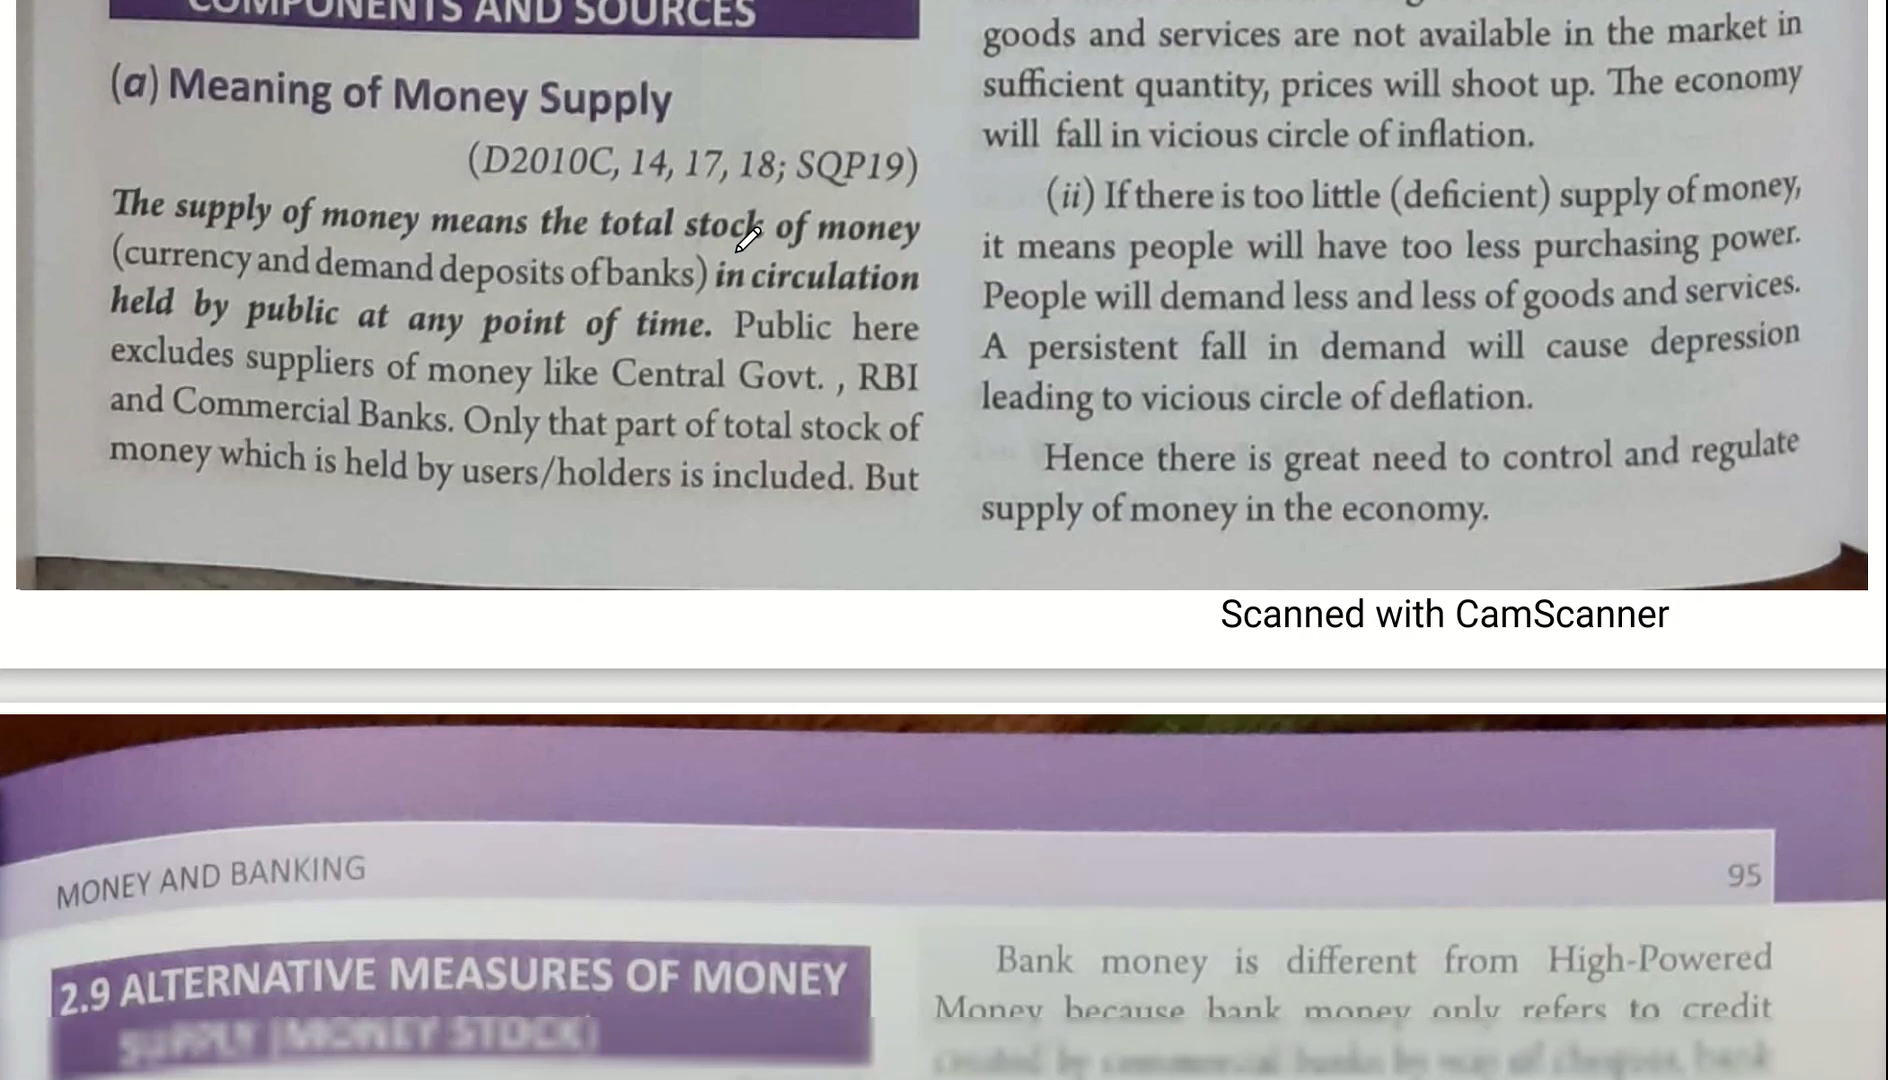 COMPONENTS AND SOURCES
(a) Meaning of Money Supply
(D2010C, 14, 17, 18; SQP19)
The supply of money means the total stock of money
(currency and demand deposits of banks) in circulation
held by public at any point of time. Public here
excludes suppliers of money like Central Govt. , RBI
and Commercial Banks. Only that part of total stock of
money which is held by users/holders is included. But
goods and services are not available in the market in
sufficient quantity, prices will shoot up. The economy
will fall in vicious circle of inflation.
(ii) If there is too little (deficient) supply of money,
it means people will have too less purchasing power.
People will demand less and less of goods and services.
A persistent fall in demand will cause depression
leading to vicious circle of deflation.
Hence there is great need to control and regulate
supply of money in the economy.
Scanned with CamScanner
MONEY AND BANKING
95
2.9 ALTERNATIVE MEASURES OF MONEY
SUPPLY (MONEY STOCK)
Bank money is different from High-Powered
Money because bank money only refers to credit
created by commercial banks by way of cheques, bank